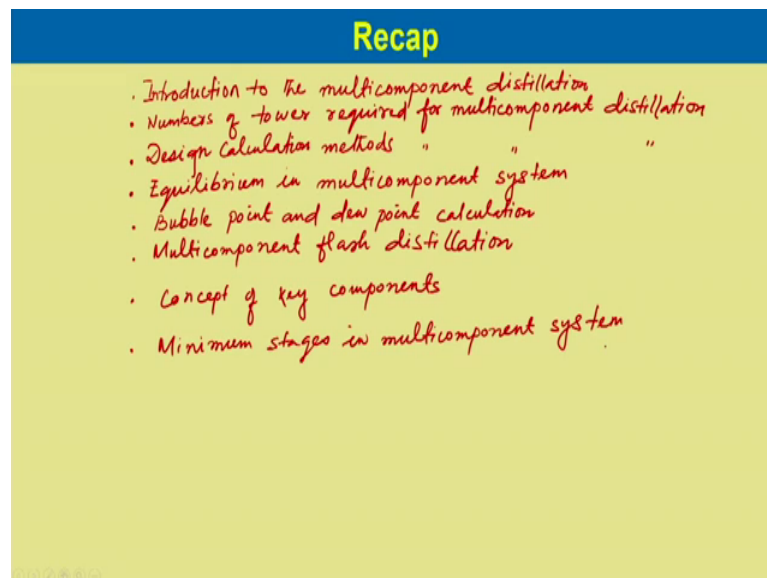 Recap
. Introduction to the multicomponent distillation
. Numbers of tower required for multicomponent distillation
. Design Calculation methods " " "
. Equilibrium in multicomponent system
. Bubble point and dew point calculation
. Multicomponent flash distillation
. Concept of key components
. Minimum stages in multicomponent system